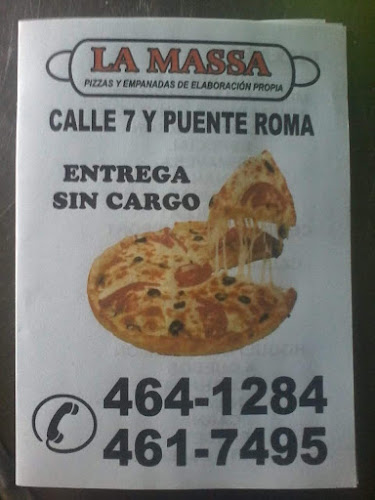 LA MASSA
PIZZAS Y EMPANADAS DE ELABORACIÓN PROPIA
CALLE 7 Y PUENTE ROMA
ENTREGA
SIN CARGO
464-1284
461-7495